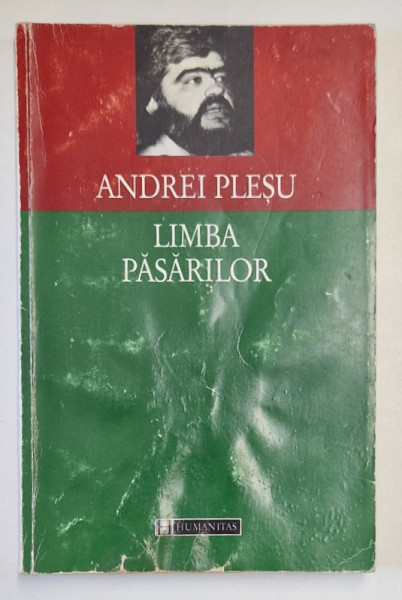 ANDREI PLEȘU
LIMBA
PĂSĂRILOR
H HUMANITAS